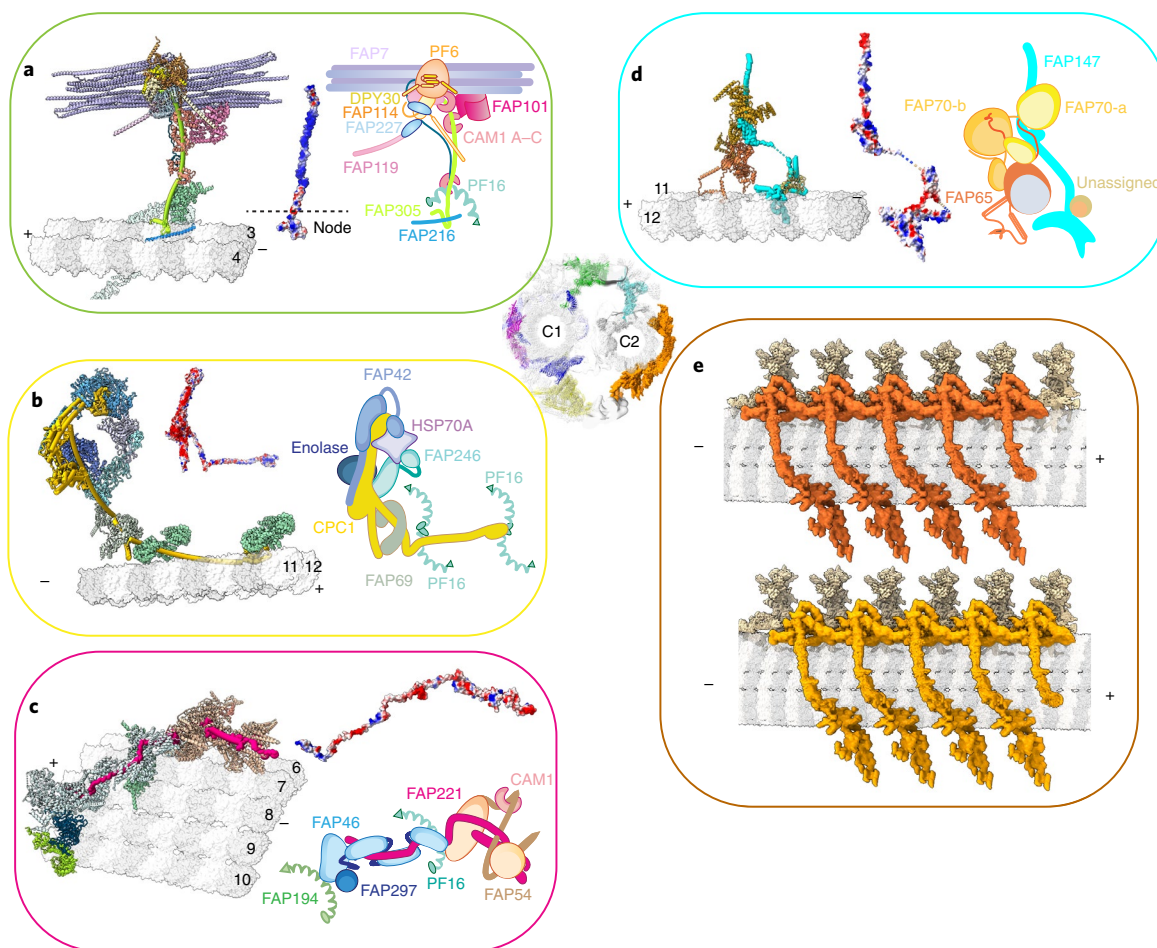 a
FAP7
PF6
DPY30
FAP114
FAP227
FAP101
CAM1 A–C
FAP119
PF16
FAP305
FAP216
Node
+
3
4
–
d
FAP147
FAP70-b
FAP70-a
Unassigned
FAP65
11
12
+
–
C1
C2
b
FAP42
HSP70A
Enolase
FAP246
PF16
PF16
CPC1
FAP69
PF16
11
12
–
+
e
–
+
–
+
c
+
6
7
8
–
9
10
CAM1
FAP221
FAP46
PF16
FAP297
FAP194
FAP54